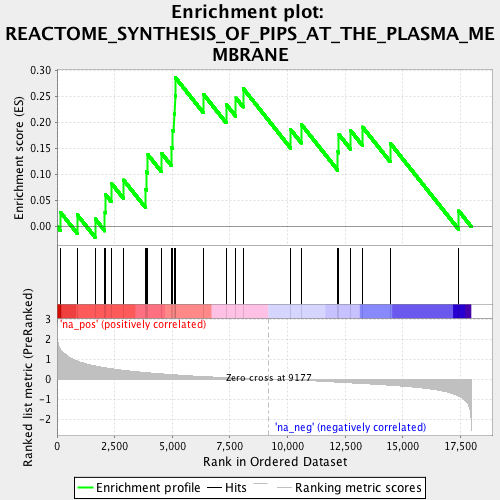 Enrichment plot:
REACTOME_SYNTHESIS_OF_PIPS_AT_THE_PLASMA_ME
MBRANE
Enrichment score (ES)
0.30
0.25
0.20
0.15
0.10
0.05
0.00
'na_pos' (positively correlated)
Ranked list metric (PreRanked)
3
2
1
0
-1
-2
Zero cross at 9177
'na_neg' (negatively correlated)
0
2,500
5,000
7,500
10,000
12,500
15,000
17,500
Rank in Ordered Dataset
Enrichment profile
Hits
Ranking metric scores